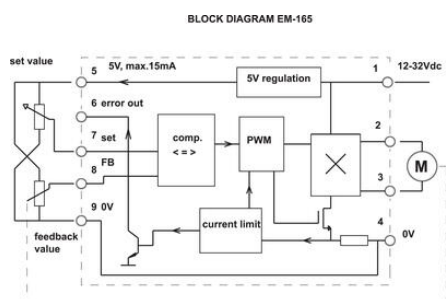 BLOCK DIAGRAM EM-165
set value
5 5V, max.15mA
5V regulation
1 12-32Vdc
6 error out
7 set
comp.
< = >
PWM
2
M
FB
8
3
9 0V
current limit
4
0V
feedback
value